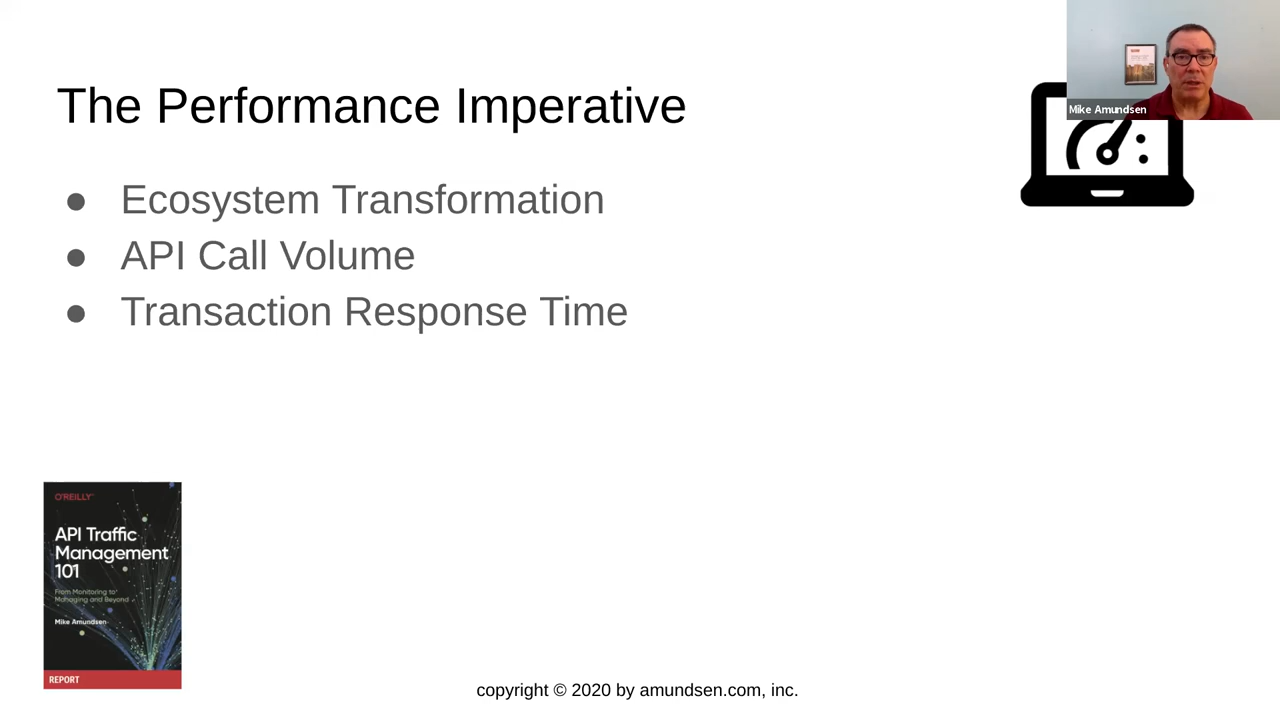 The Performance Imperative
Mike Amundsen
● Ecosystem Transformation
● API Call Volume
● Transaction Response Time
O'REILLY
API Traffic
Management
101
From Monitoring to
Managing and Beyond
Mike Amundsen
REPORT
copyright © 2020 by amundsen.com, inc.